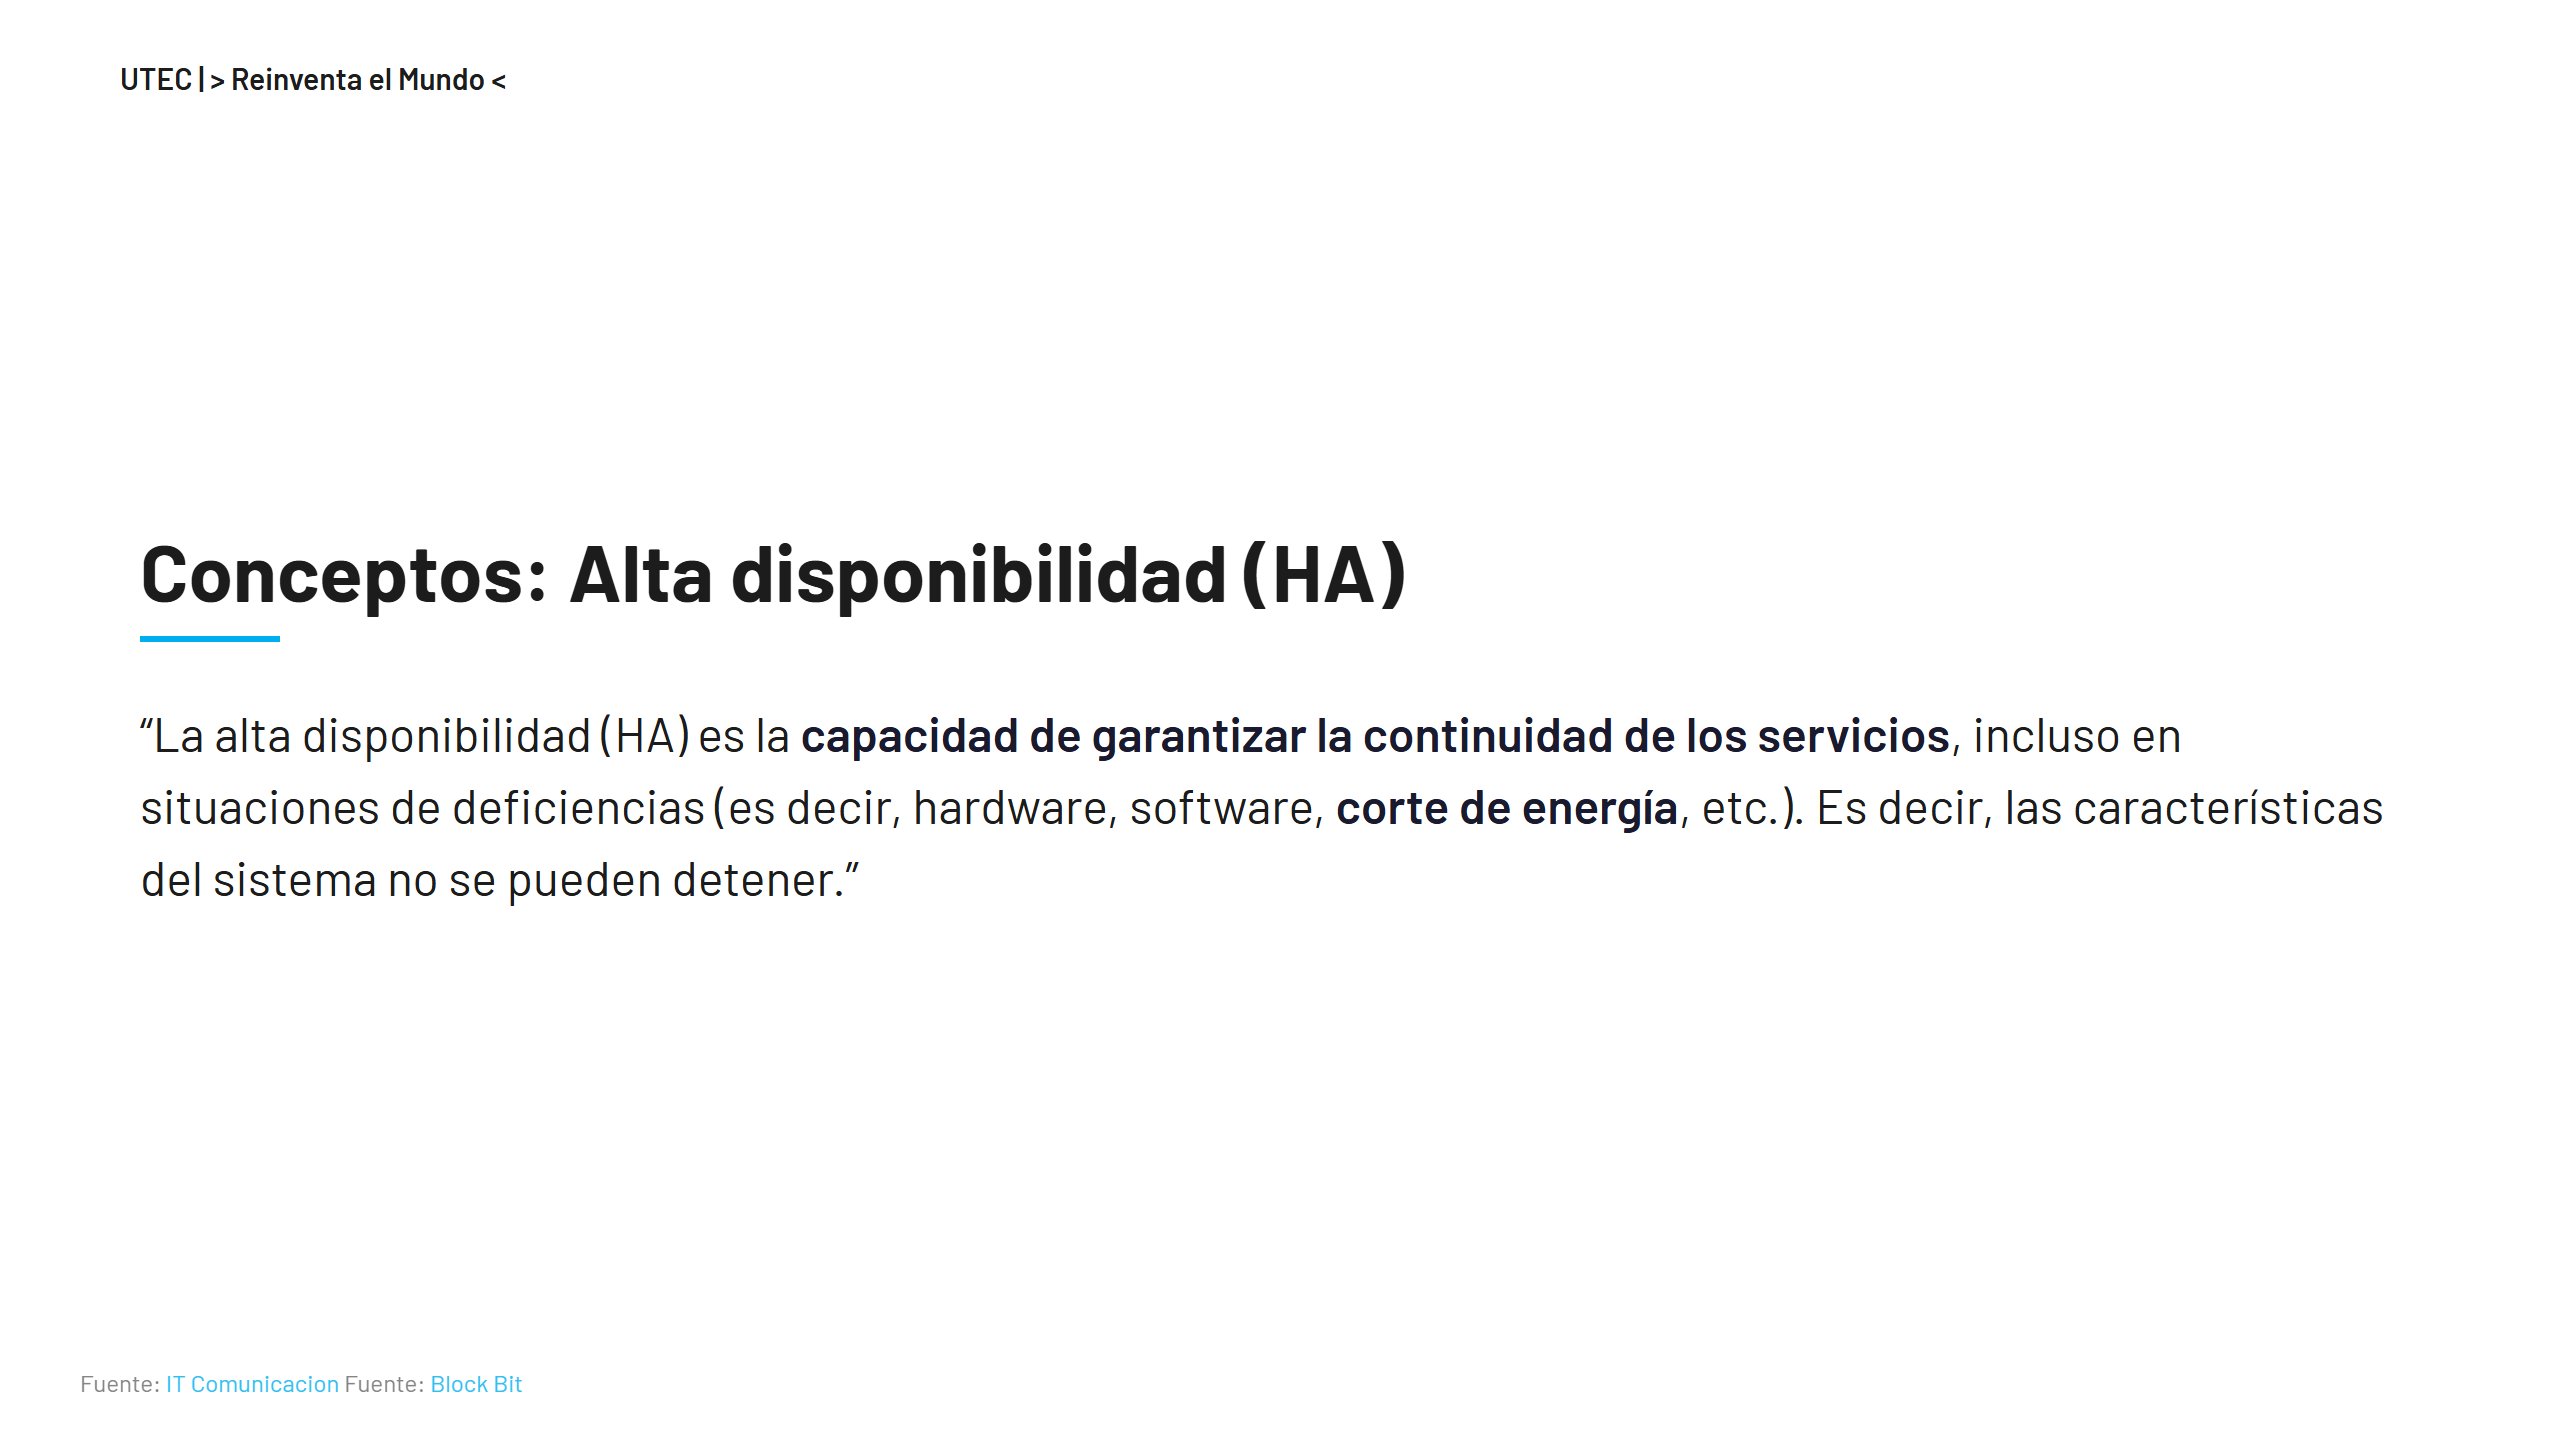 UTEC | > Reinventa el Mundo <
Conceptos: Alta disponibilidad (HA)
“La alta disponibilidad (HA) es la capacidad de garantizar la continuidad de los servicios, incluso en
situaciones de deficiencias (es decir, hardware, software, corte de energía, etc.). Es decir, las características
del sistema no se pueden detener.”
Fuente: IT Comunicacion Fuente: Block Bit